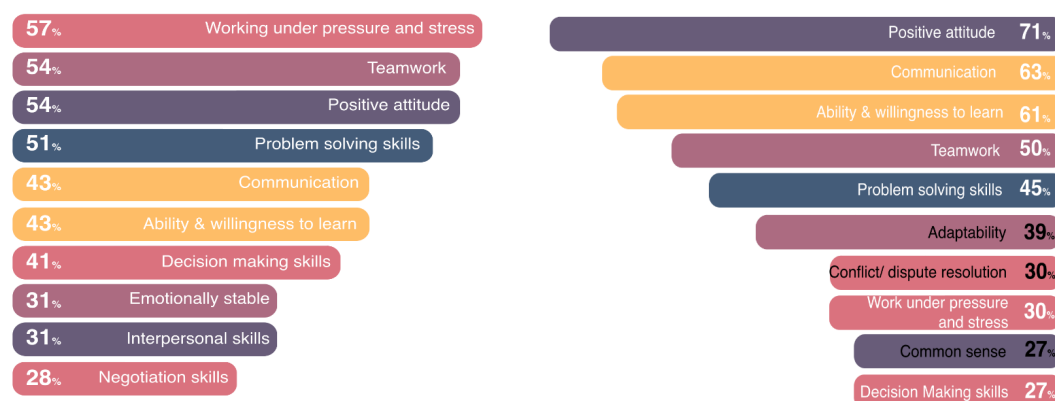 57% Working under pressure and stress
54% Teamwork
54% Positive attitude
51% Problem solving skills
43% Communication
43% Ability & willingness to learn
41% Decision making skills
31% Emotionally stable
31% Interpersonal skills
28% Negotiation skills
Positive attitude 71%
Communication 63%
Ability & willingness to learn 61%
Teamwork 50%
Problem solving skills 45%
Adaptability 39%
Conflict/ dispute resolution 30%
Work under pressure
and stress 30%
Common sense 27%
Decision Making skills 27%